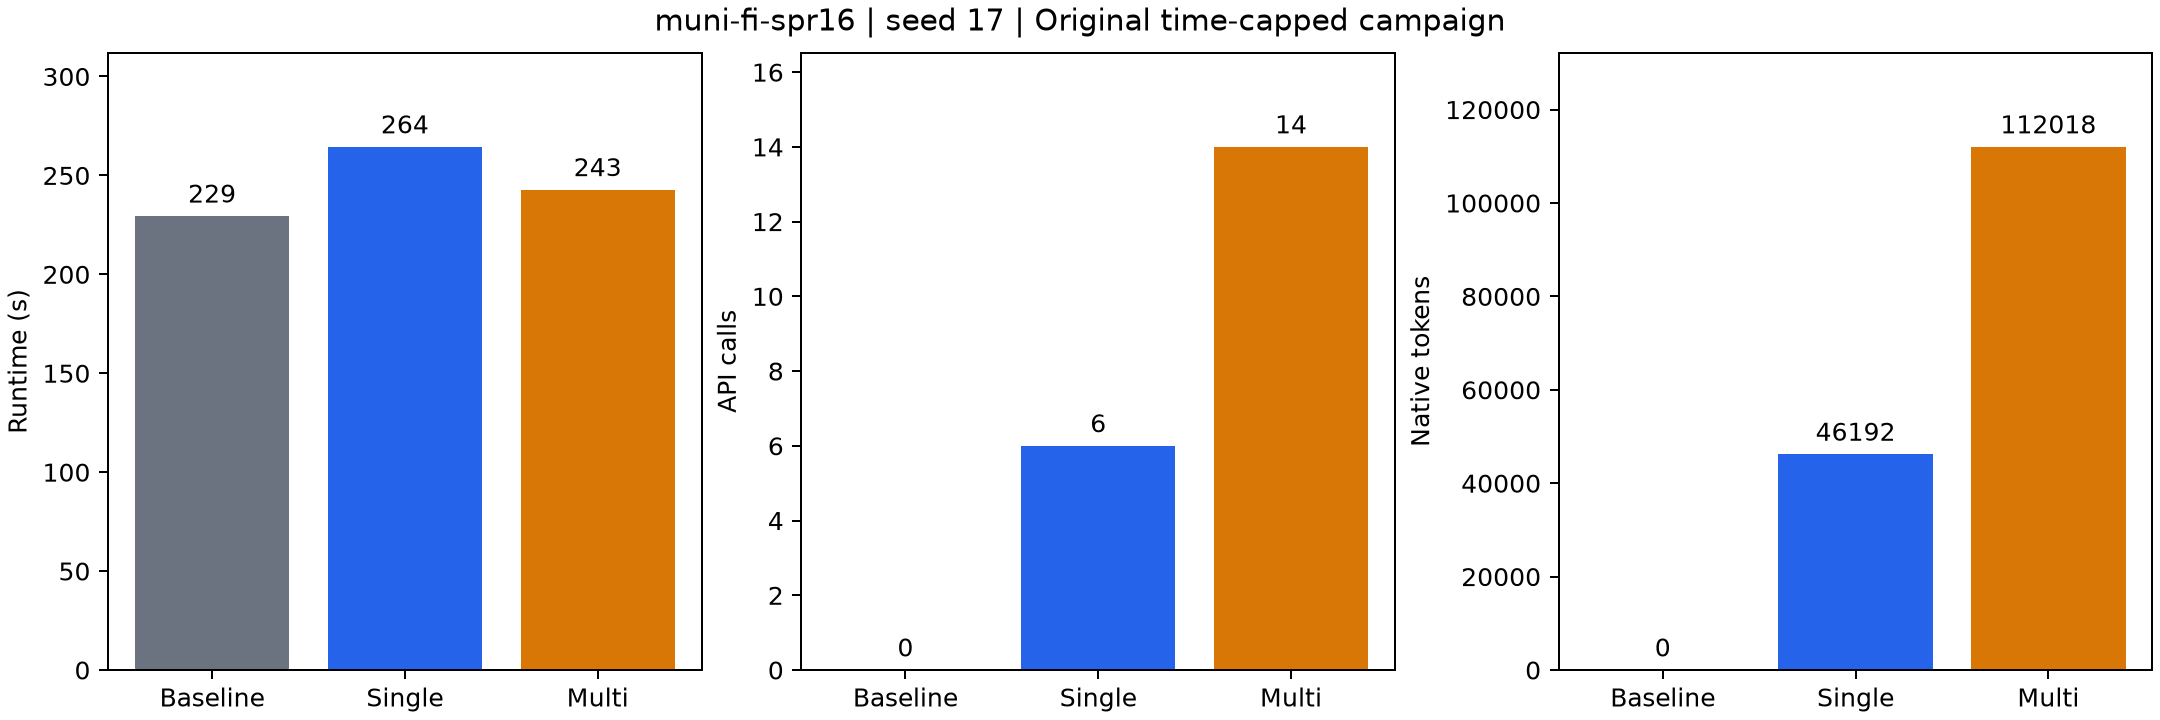 muni-fi-spr16 | seed 17 | Original time-capped campaign
Runtime (s)
300
250
200
150
100
50
0
229
264
243
Baseline
Single
Multi
API calls
16
14
12
10
8
6
4
2
0
0
6
14
Baseline
Single
Multi
Native tokens
120000
100000
80000
60000
40000
20000
0
0
46192
112018
Baseline
Single
Multi